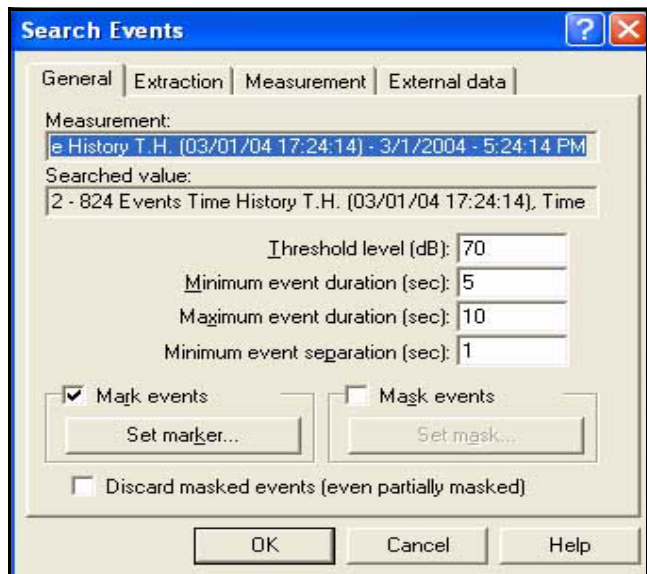 Search Events
General Extraction Measurement External data
Measurement:
e History T.H. (03/01/04 17:24:14) - 3/1/2004 - 5:24:14 PM
Searched value:
2 - 824 Events Time History T.H. (03/01/04 17:24:14), Time
Threshold level (dB): 70
Minimum event duration (sec): 5
Maximum event duration (sec): 10
Minimum event separation (sec): 1
Mark events Mask events
Set marker... Set mask...
Discard masked events (even partially masked)
OK Cancel Help